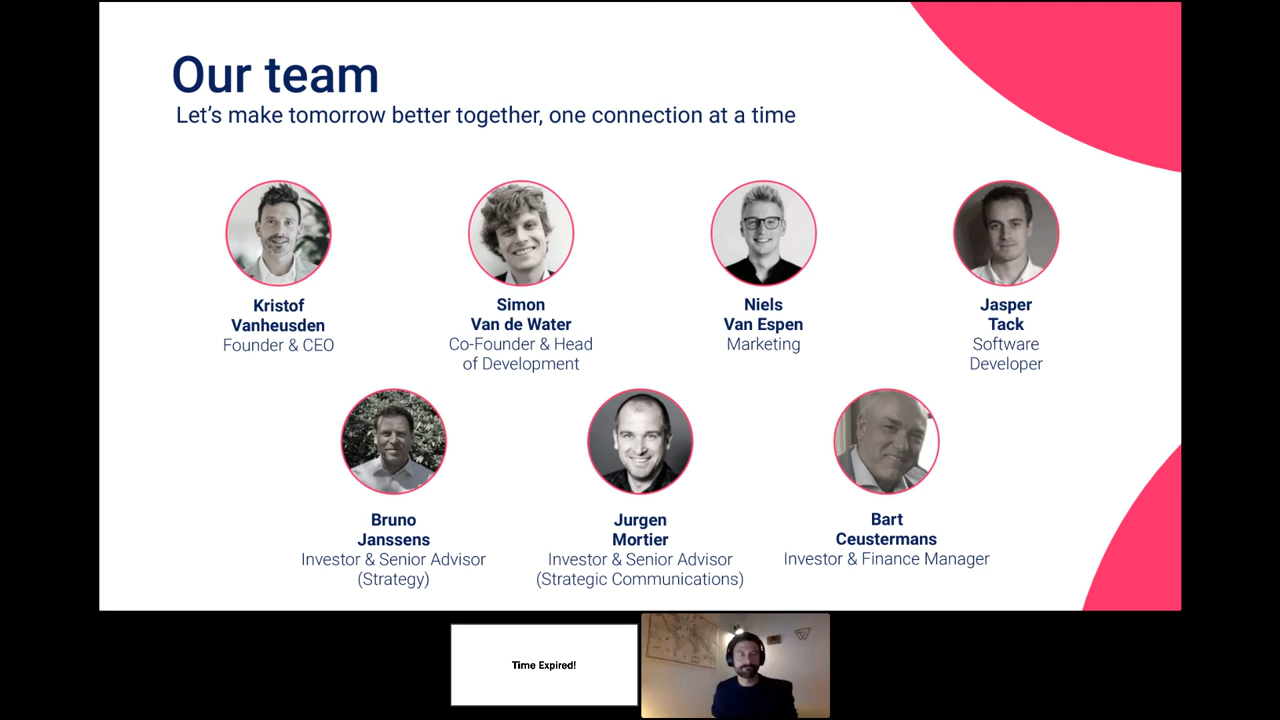 Our team
Let’s make tomorrow better together, one connection at a time
Kristof
Vanheusden
Founder & CEO
Simon
Van de Water
Co-Founder & Head
of Development
Niels
Van Espen
Marketing
Jasper
Tack
Software
Developer
Bruno
Janssens
Investor & Senior Advisor
(Strategy)
Jurgen
Mortier
Investor & Senior Advisor
(Strategic Communications)
Bart
Ceustermans
Investor & Finance Manager
Time Expired!